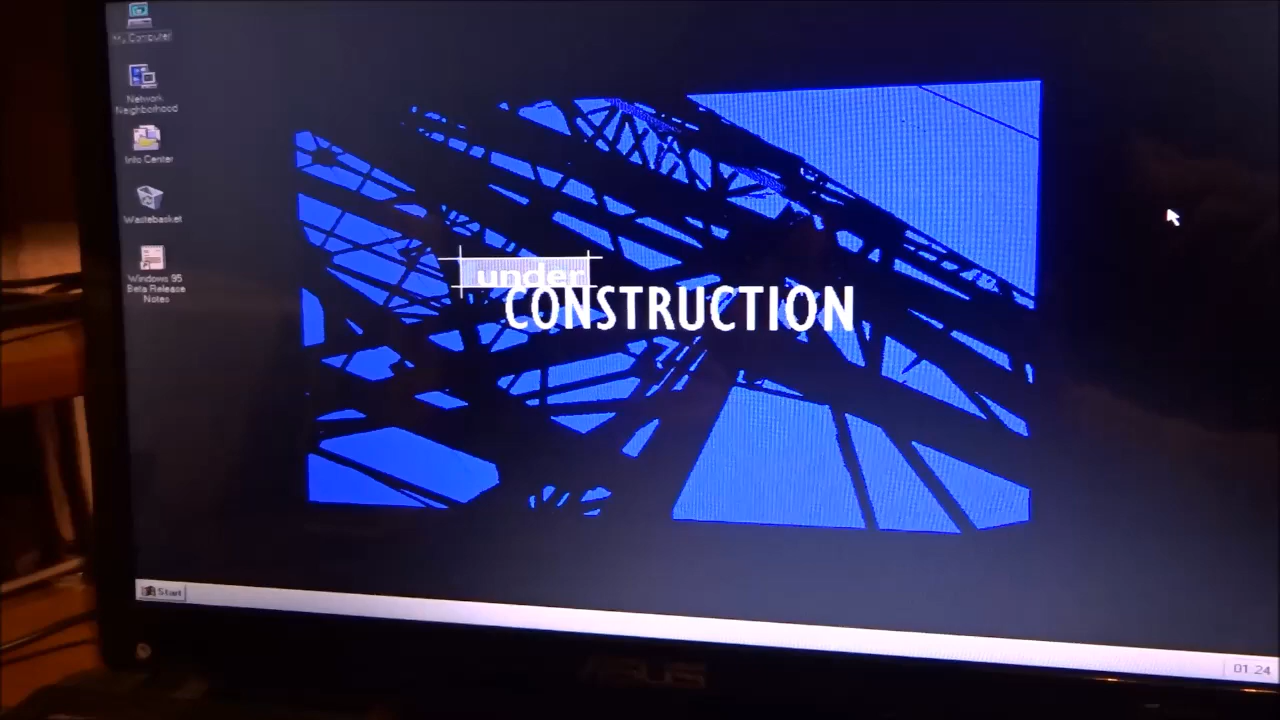 My Computer
Network
Neighborhood
Info Center
Wastebasket
Windows 95
Beta Release
Notes
under
CONSTRUCTION
Start
01:24
ASUS